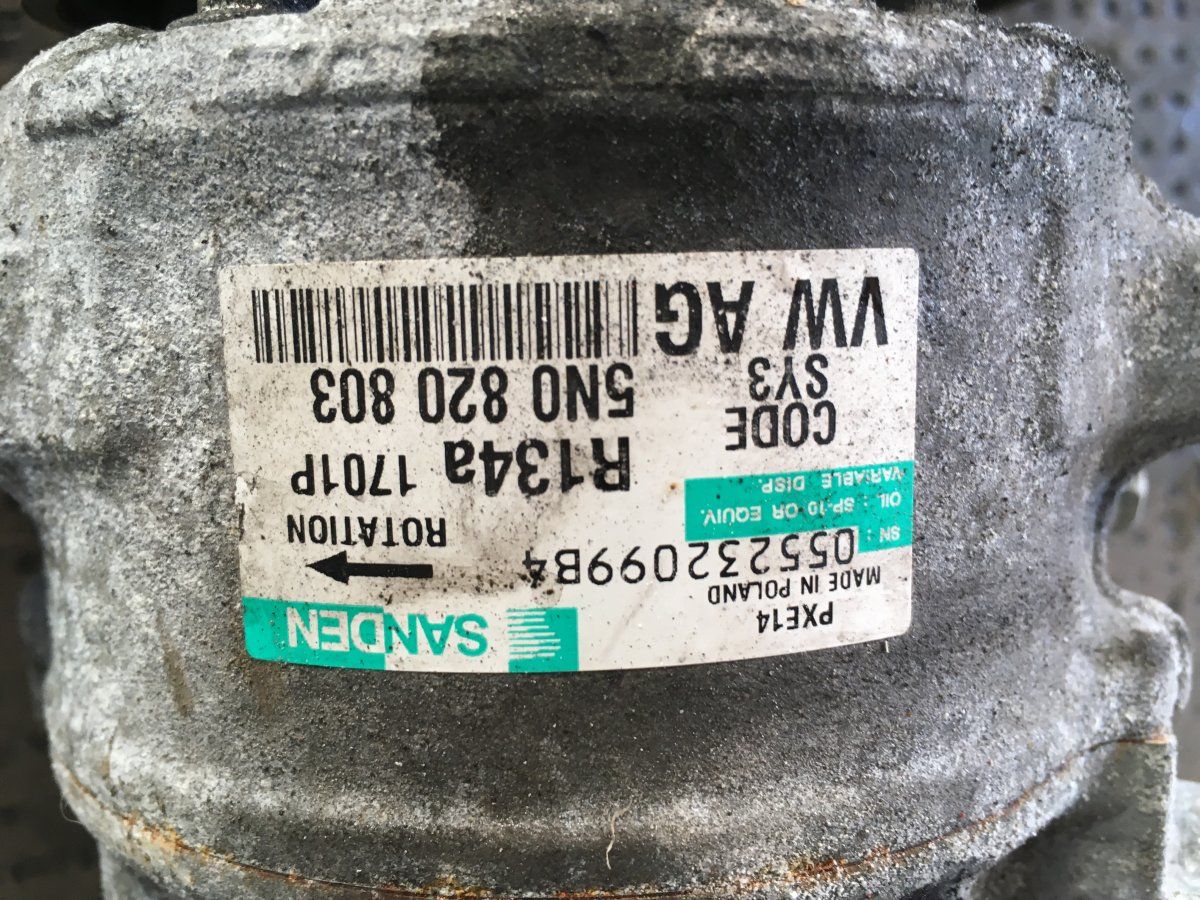 SANDEN
PXE14
MADE IN POLAND
SN : 055232099B4
OIL : SP-10 OR EQUIV.
VARIABLE DISP.
ROTATION
R134a 1701P
CODE
SY3
5N0 820 803
VW AG